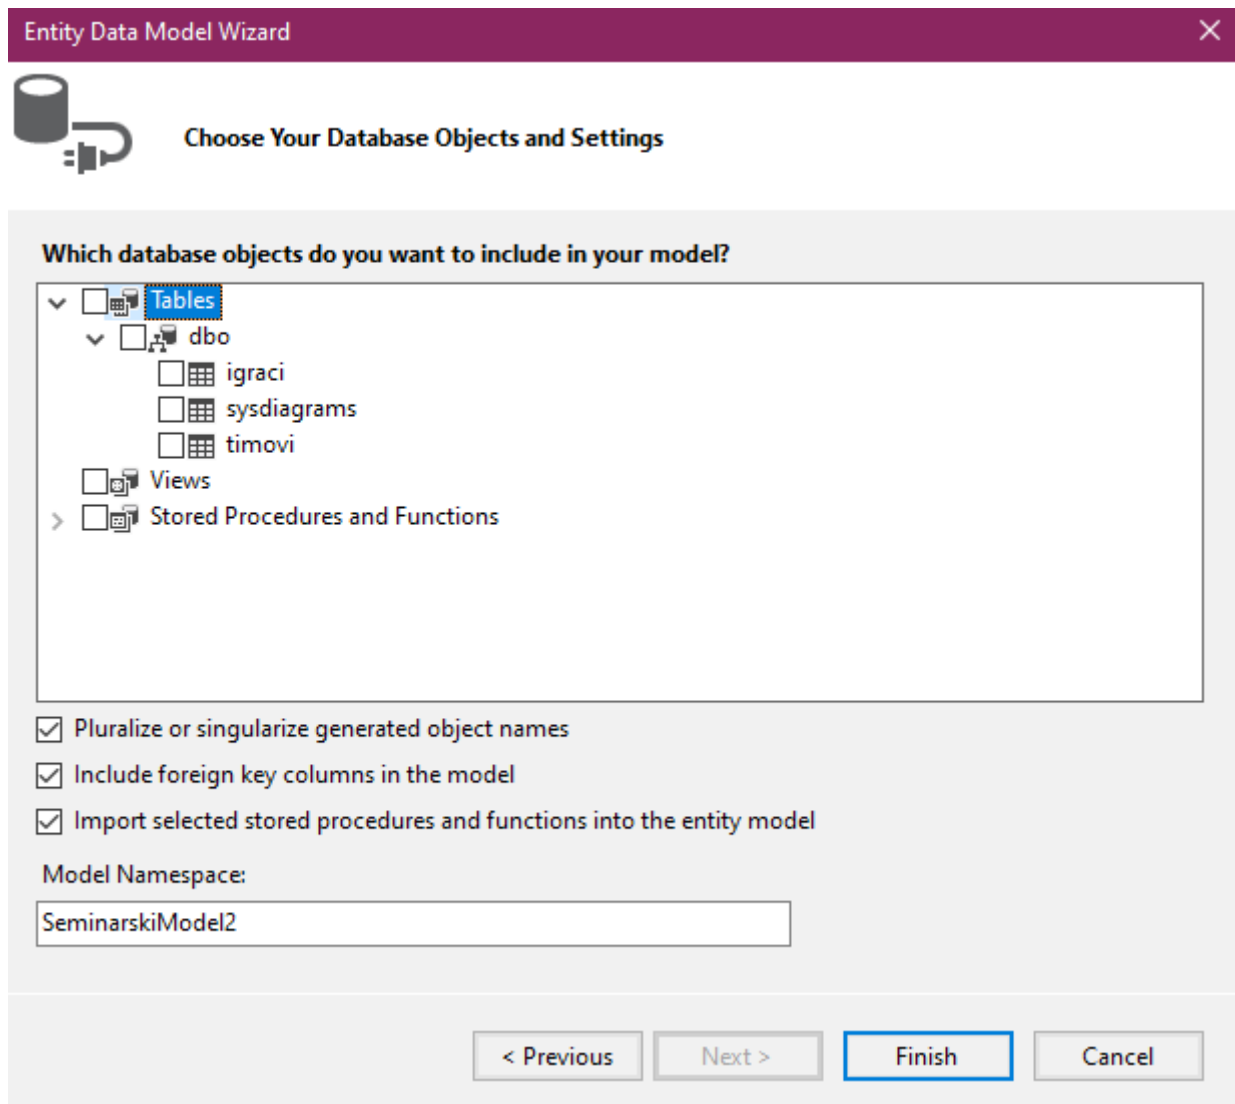 Entity Data Model Wizard
Choose Your Database Objects and Settings
Which database objects do you want to include in your model?
Tables
dbo
igraci
sysdiagrams
timovi
Views
Stored Procedures and Functions
Pluralize or singularize generated object names
Include foreign key columns in the model
Import selected stored procedures and functions into the entity model
Model Namespace:
SeminarskiModel2
< Previous Next > Finish Cancel